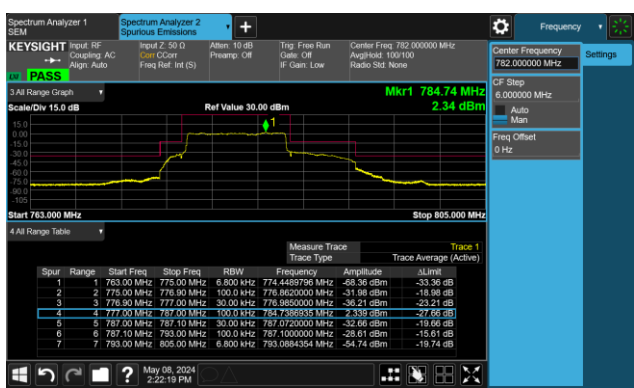 Spectrum Analyzer 1
SEM
Spectrum Analyzer 2
Spurious Emissions
Frequency
KEYSIGHT Input: RF
Coupling: AC
Align: Auto
Input Z: 50 Ω
Corr CCorr
Freq Ref: Int (S)
Atten: 10 dB
Preamp: Off
Trig: Free Run
Gate: Off
IF Gain: Low
Center Freq: 782.000000 MHz
Avg|Hold: 100/100
Radio Std: None
PASS
Center Frequency
782.000000 MHz
Settings
CF Step
6.000000 MHz
Auto
Man
Freq Offset
0 Hz
3 All Range Graph
Mkr1 784.74 MHz
Scale/Div 15.0 dB
Ref Value 30.00 dBm
2.34 dBm
1
15.0
0.00
-15.0
-30.0
-45.0
-60.0
-75.0
-90.0
-105
Start 763.000 MHz
Stop 805.000 MHz
4 All Range Table
Measure Trace Trace 1
Trace Type Trace Average (Active)
Spur Range Start Freq Stop Freq RBW Frequency Amplitude ΔLimit
1 1 763.00 MHz 775.00 MHz 6.800 kHz 774.4489796 MHz -68.36 dBm -33.36 dB
2 2 775.00 MHz 776.90 MHz 100.0 kHz 776.8620000 MHz -31.98 dBm -18.98 dB
3 3 776.90 MHz 777.00 MHz 30.00 kHz 776.9850000 MHz -36.21 dBm -23.21 dB
4 4 777.00 MHz 787.00 MHz 100.0 kHz 784.7386935 MHz 2.339 dBm -27.66 dB
5 5 787.00 MHz 787.10 MHz 30.00 kHz 787.0720000 MHz -32.66 dBm -19.66 dB
6 6 787.10 MHz 793.00 MHz 100.0 kHz 787.1000000 MHz -28.61 dBm -15.61 dB
7 7 793.00 MHz 805.00 MHz 6.800 kHz 793.0884354 MHz -54.74 dBm -19.74 dB
May 08, 2024
2:22:19 PM